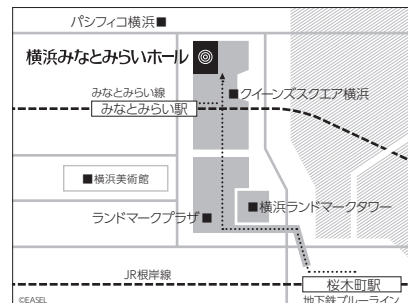 パシフィコ横浜■
横浜みなとみらいホール
■クイーンズスクエア横浜
みなとみらい線
みなとみらい駅
■横浜美術館
■横浜ランドマークタワー
ランドマークプラザ■
JR根岸線
桜木町駅
地下鉄ブルーライン
©EASEL